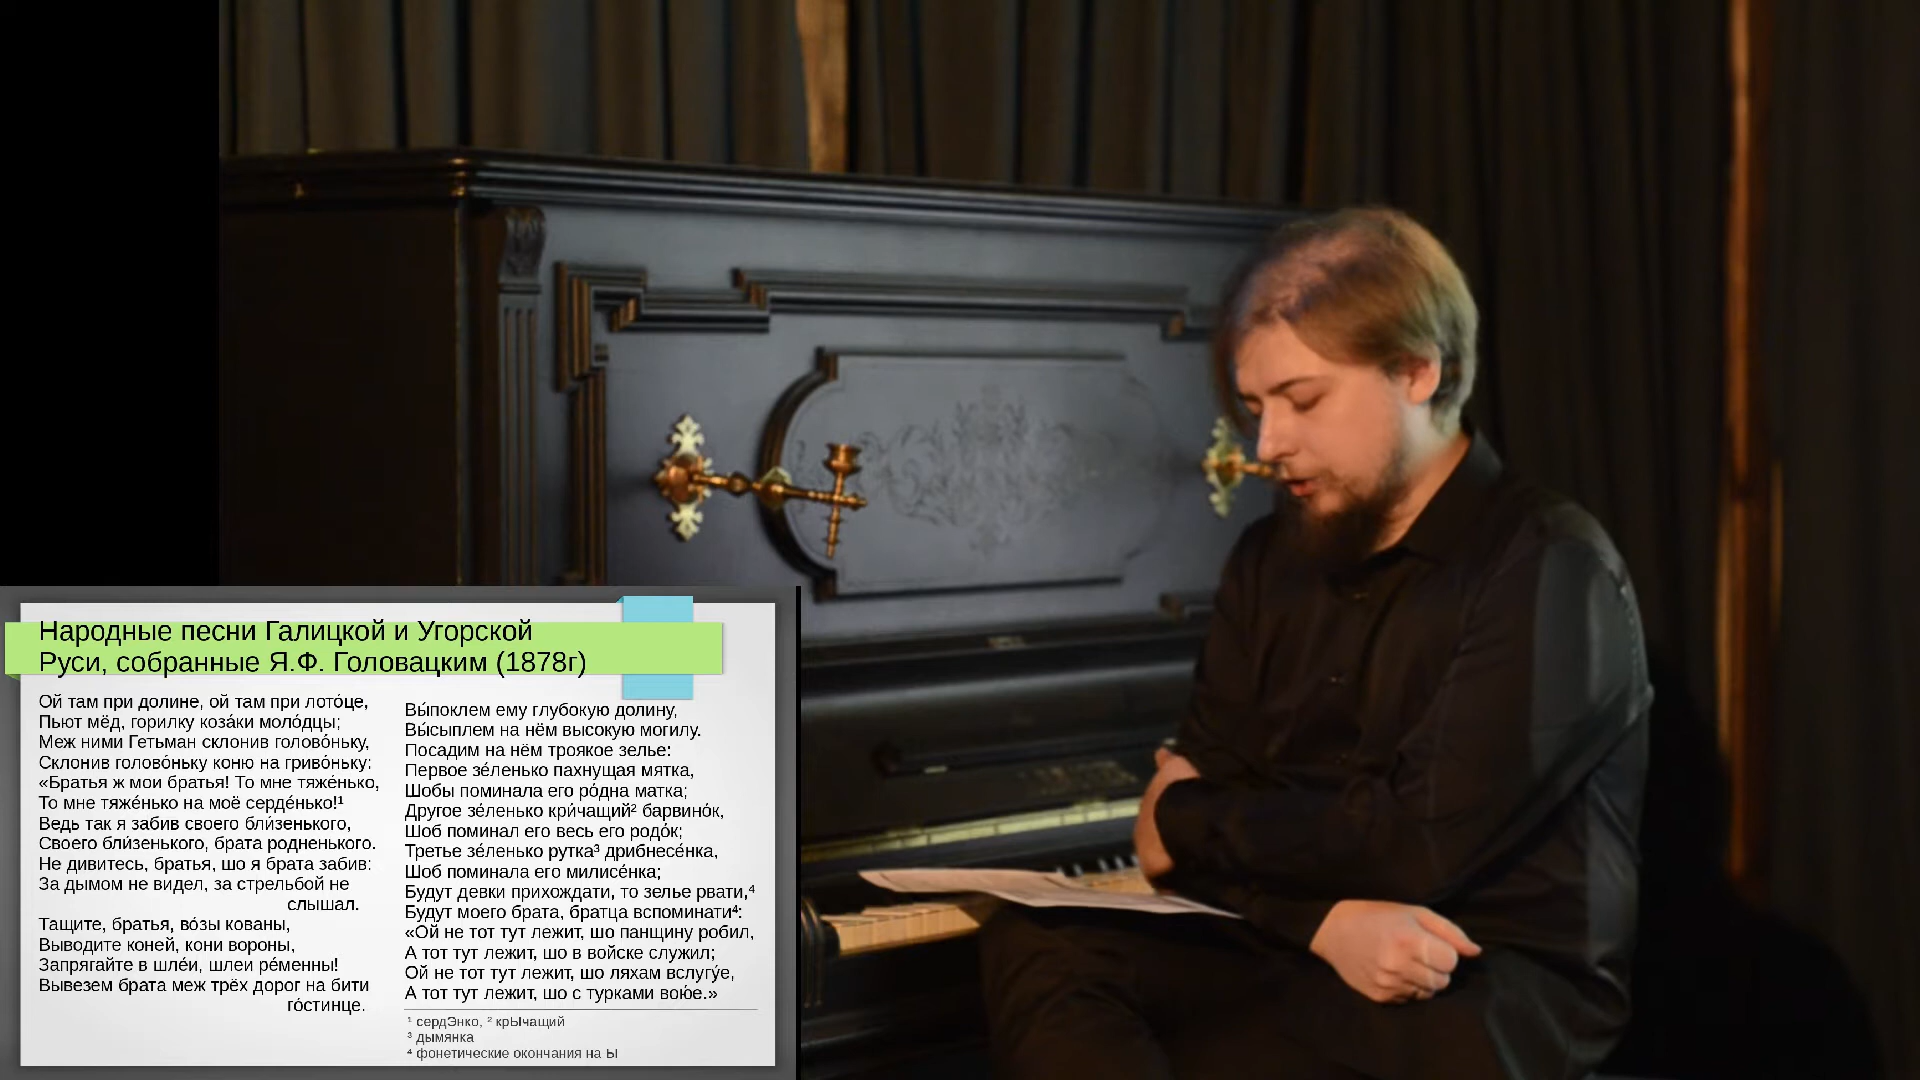 Народные песни Галицкой и Угорской
Руси, собранные Я.Ф. Головацким (1878г)
Ой там при долине, ой там при лото́це,
Пьют мёд, горилку коза́ки моло́дцы;
Меж ними Гетьман склонив голово́ньку,
Склонив голово́ньку коню на гриво́ньку:
«Братья ж мои братья! То мне тяже́нько,
То мне тяже́нько на моё серде́нько!¹
Ведь так я забив своего бли́зенького,
Своего бли́зенького, брата родненького.
Не дивитесь, братья, шо я брата забив:
За дымом не видел, за стрельбой не
слышал.
Тащите, братья, во́зы кованы,
Выводите коней, кони вороны,
Запрягайте в шле́и, шлеи ре́менны!
Вывезем брата меж трёх дорог на бити
го́стинце.
Вы́поклем ему глубокую долину,
Вы́сыплем на нём высокую могилу.
Посадим на нём троякое зелье:
Первое зе́ленько пахнущая мятка,
Шобы поминала его ро́дна матка;
Другое зе́ленько кри́чащий² барвино́к,
Шоб поминал его весь его родо́к;
Третье зе́ленько рутка³ дрибнесе́нка,
Шоб поминала его милисе́нка;
Будут девки прихождати, то зелье рвати,⁴
Будут моего брата, братца вспоминати⁴:
«Ой не тот тут лежит, шо панщину робил,
А тот тут лежит, шо в войске служил;
Ой не тот тут лежит, шо ляхам вслугу́е,
А тот тут лежит, шо с турками вою́е.»
¹ сердЭнко, ² крЫчащий
³ дымянка
⁴ фонетические окончания на Ы